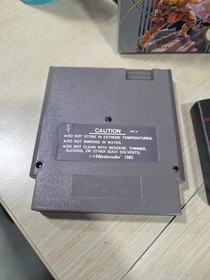 CAUTION
●DO NOT STORE IN EXTREME TEMPERATURES.
●DO NOT IMMERSE IN WATER.
●DO NOT CLEAN WITH BENZENE, THINNER,
ALCOHOL OR OTHER SUCH SOLVENTS.
©Nintendo 1985